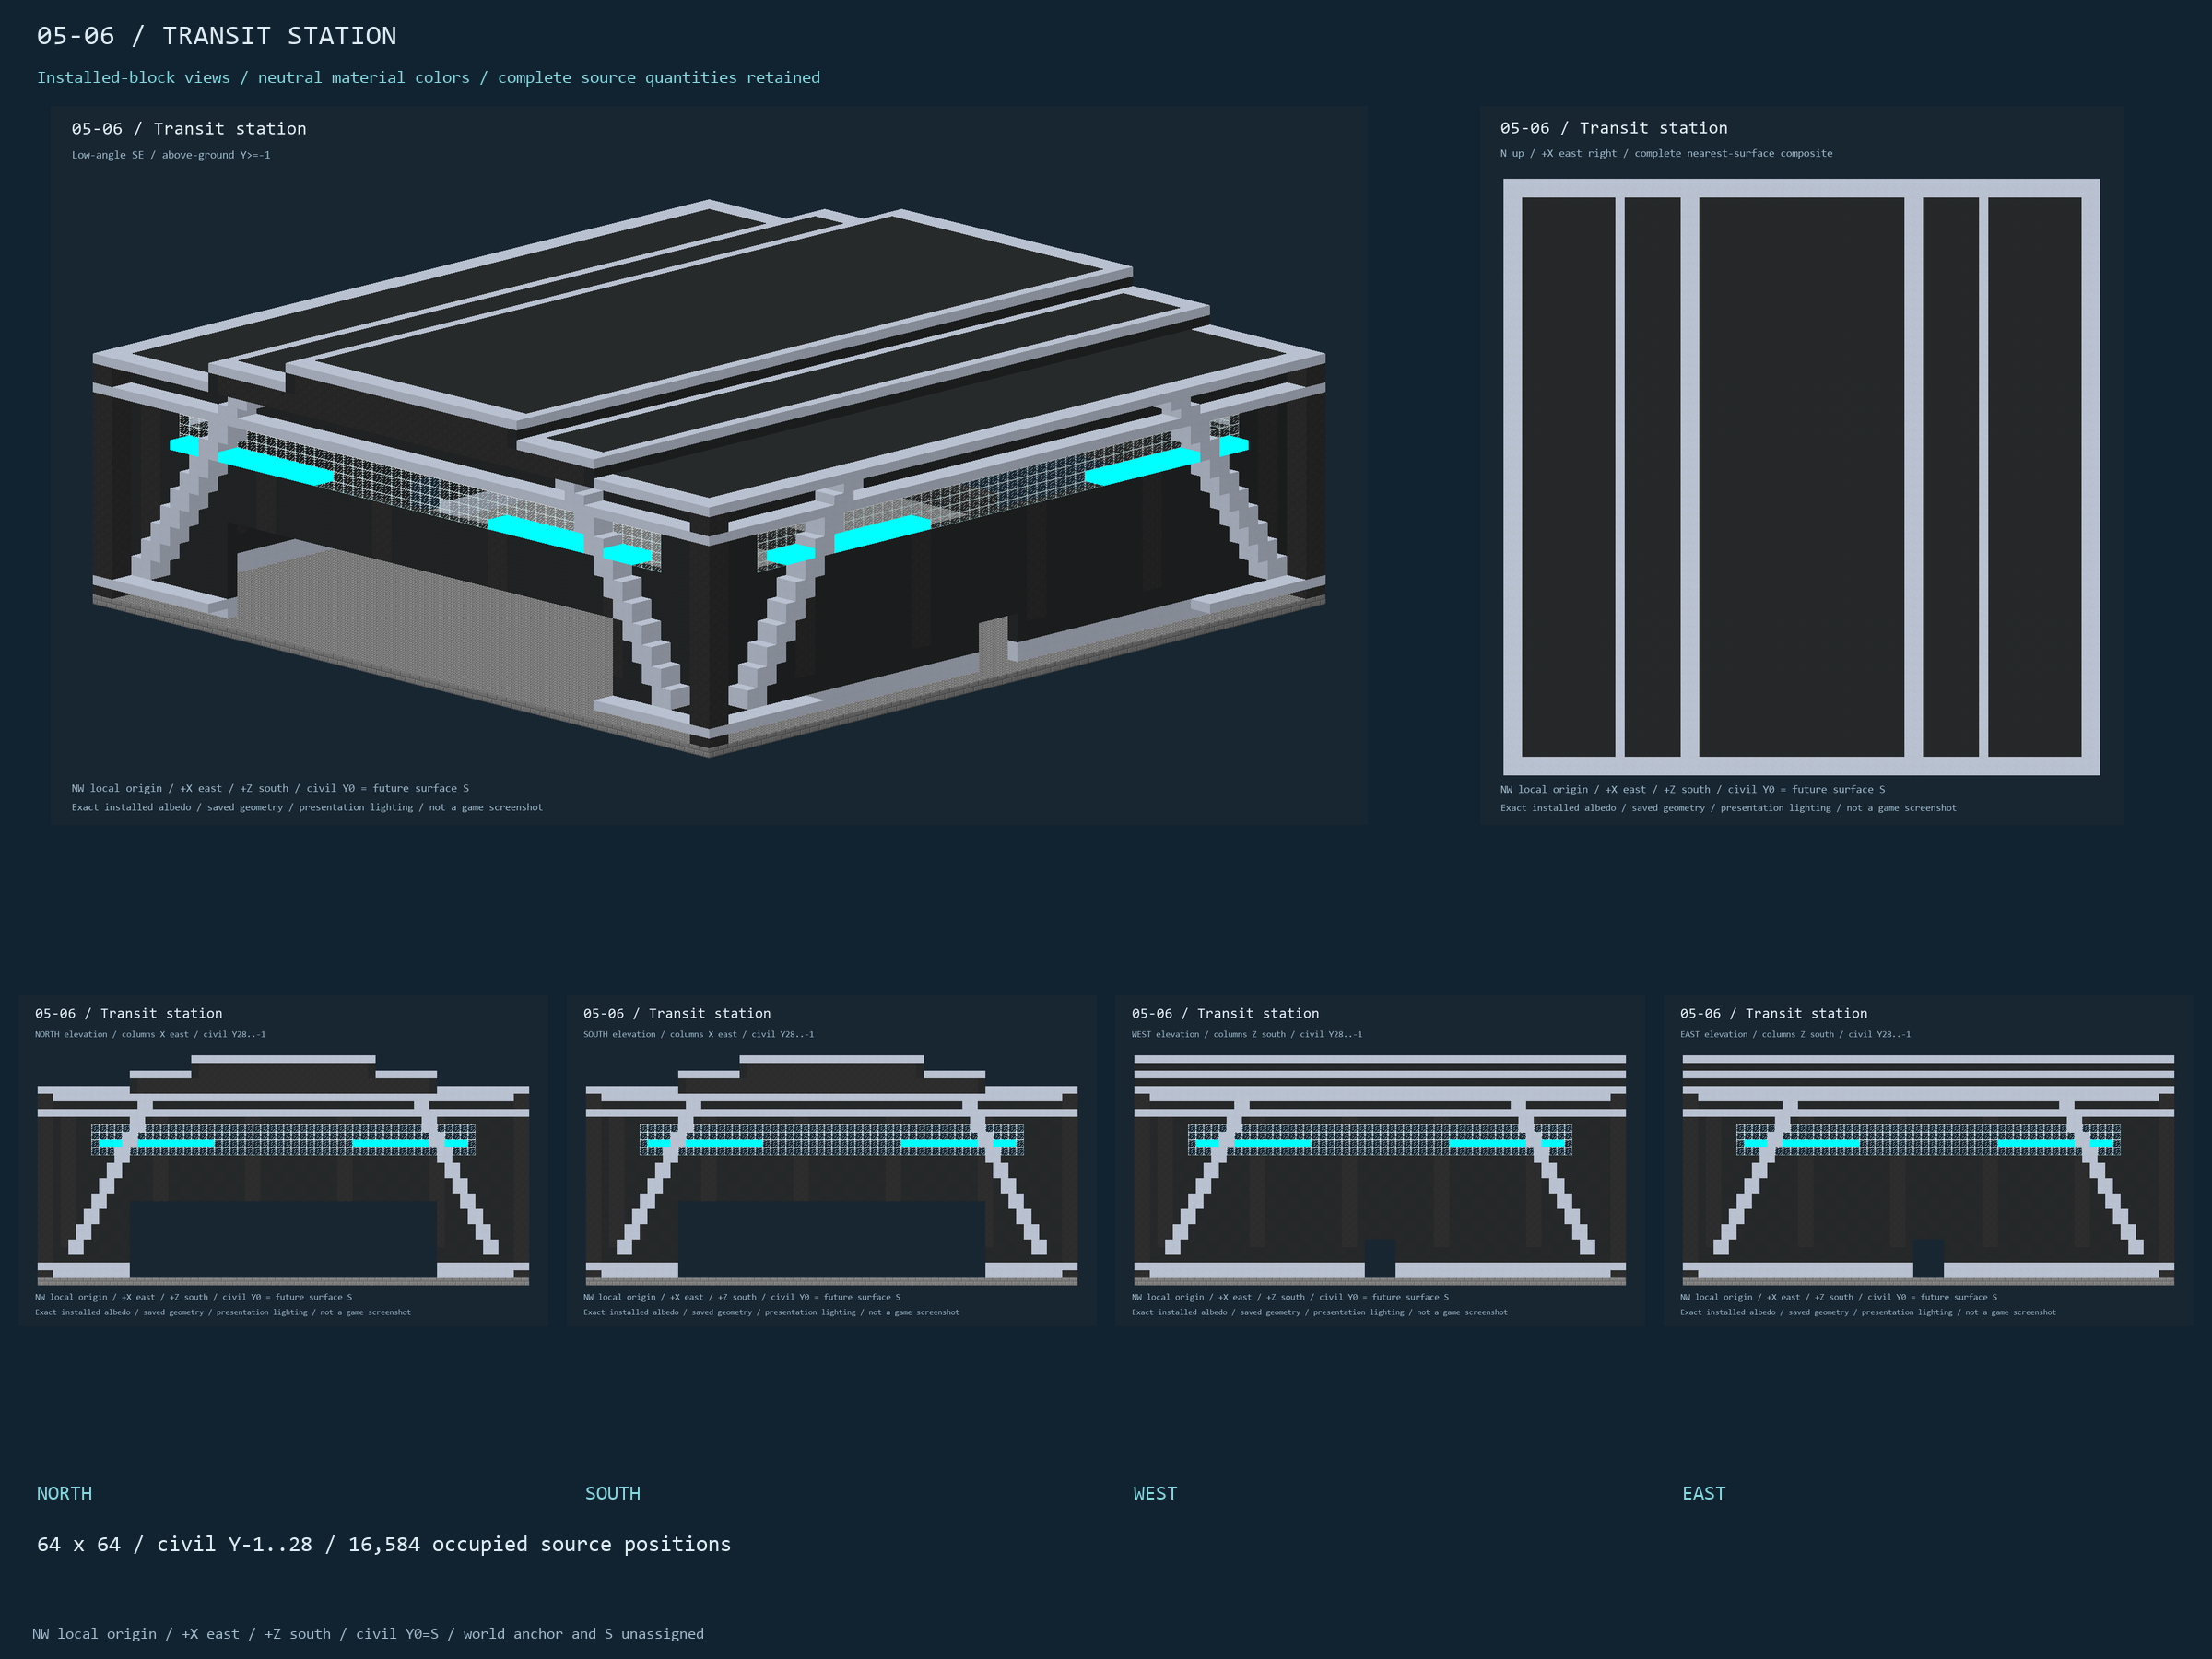 05-06 / TRANSIT STATION
Installed-block views / neutral material colors / complete source quantities retained
05-06 / Transit station
Low-angle SE / above-ground Y>=-1
NW local origin / +X east / +Z south / civil Y0 = future surface S
Exact installed albedo / saved geometry / presentation lighting / not a game screenshot
05-06 / Transit station
N up / +X east right / complete nearest-surface composite
NW local origin / +X east / +Z south / civil Y0 = future surface S
Exact installed albedo / saved geometry / presentation lighting / not a game screenshot
05-06 / Transit station
NORTH elevation / columns X east / civil Y28..-1
NW local origin / +X east / +Z south / civil Y0 = future surface S
Exact installed albedo / saved geometry / presentation lighting / not a game screenshot
05-06 / Transit station
SOUTH elevation / columns X east / civil Y28..-1
NW local origin / +X east / +Z south / civil Y0 = future surface S
Exact installed albedo / saved geometry / presentation lighting / not a game screenshot
05-06 / Transit station
WEST elevation / columns Z south / civil Y28..-1
NW local origin / +X east / +Z south / civil Y0 = future surface S
Exact installed albedo / saved geometry / presentation lighting / not a game screenshot
05-06 / Transit station
EAST elevation / columns Z south / civil Y28..-1
NW local origin / +X east / +Z south / civil Y0 = future surface S
Exact installed albedo / saved geometry / presentation lighting / not a game screenshot
NORTH
SOUTH
WEST
EAST
64 x 64 / civil Y-1..28 / 16,584 occupied source positions
NW local origin / +X east / +Z south / civil Y0=S / world anchor and S unassigned